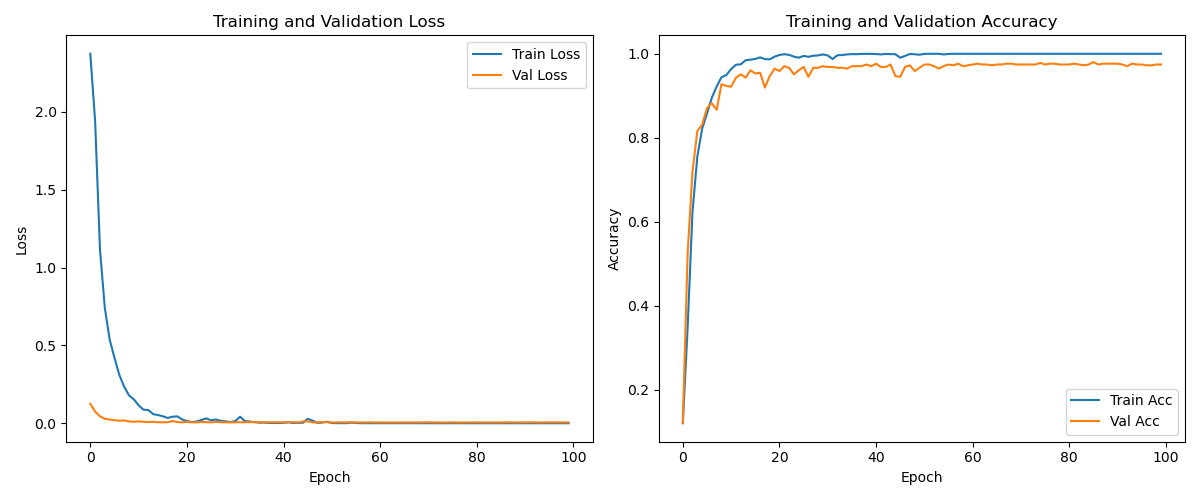 Training and Validation Loss
Train Loss
Val Loss
2.0
1.5
1.0
0.5
0.0
Loss
0 20 40 60 80 100
Epoch
Training and Validation Accuracy
1.0
0.8
0.6
0.4
0.2
Accuracy
Train Acc
Val Acc
0 20 40 60 80 100
Epoch